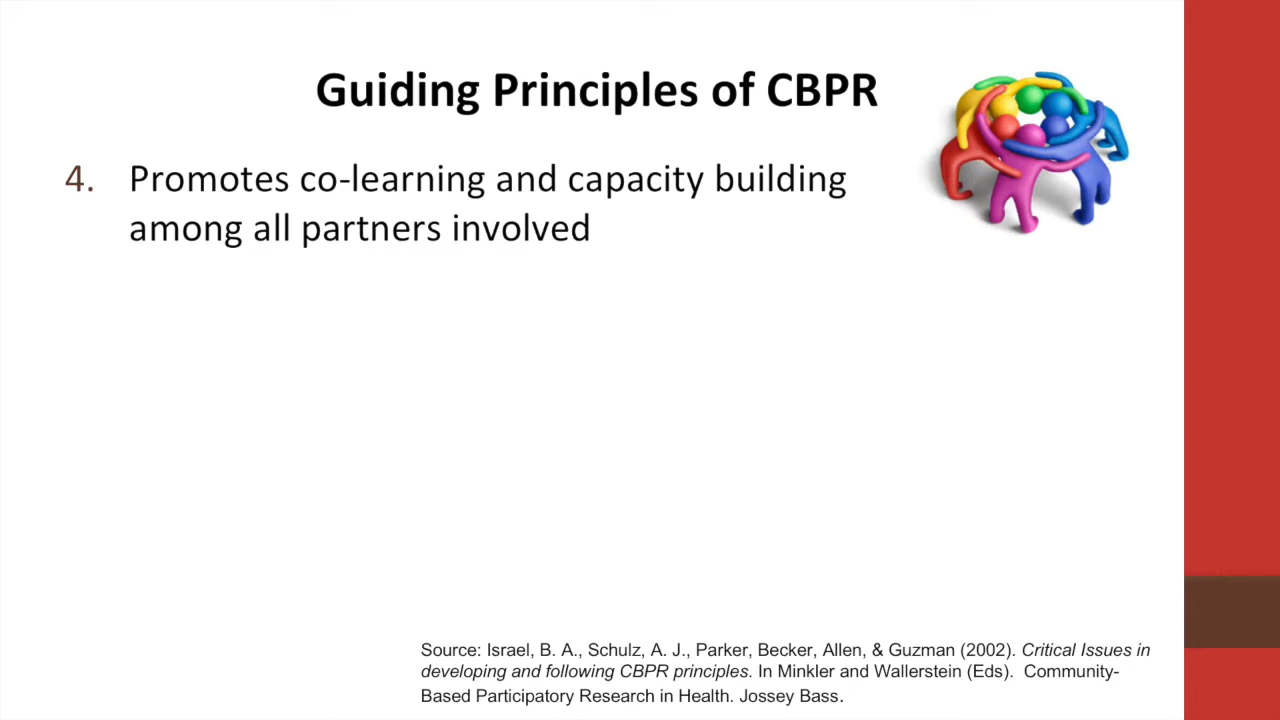 Guiding Principles of CBPR
4. Promotes co-learning and capacity building
among all partners involved
Source: Israel, B. A., Schulz, A. J., Parker, Becker, Allen, & Guzman (2002). Critical Issues in
developing and following CBPR principles. In Minkler and Wallerstein (Eds).  Community-
Based Participatory Research in Health. Jossey Bass.